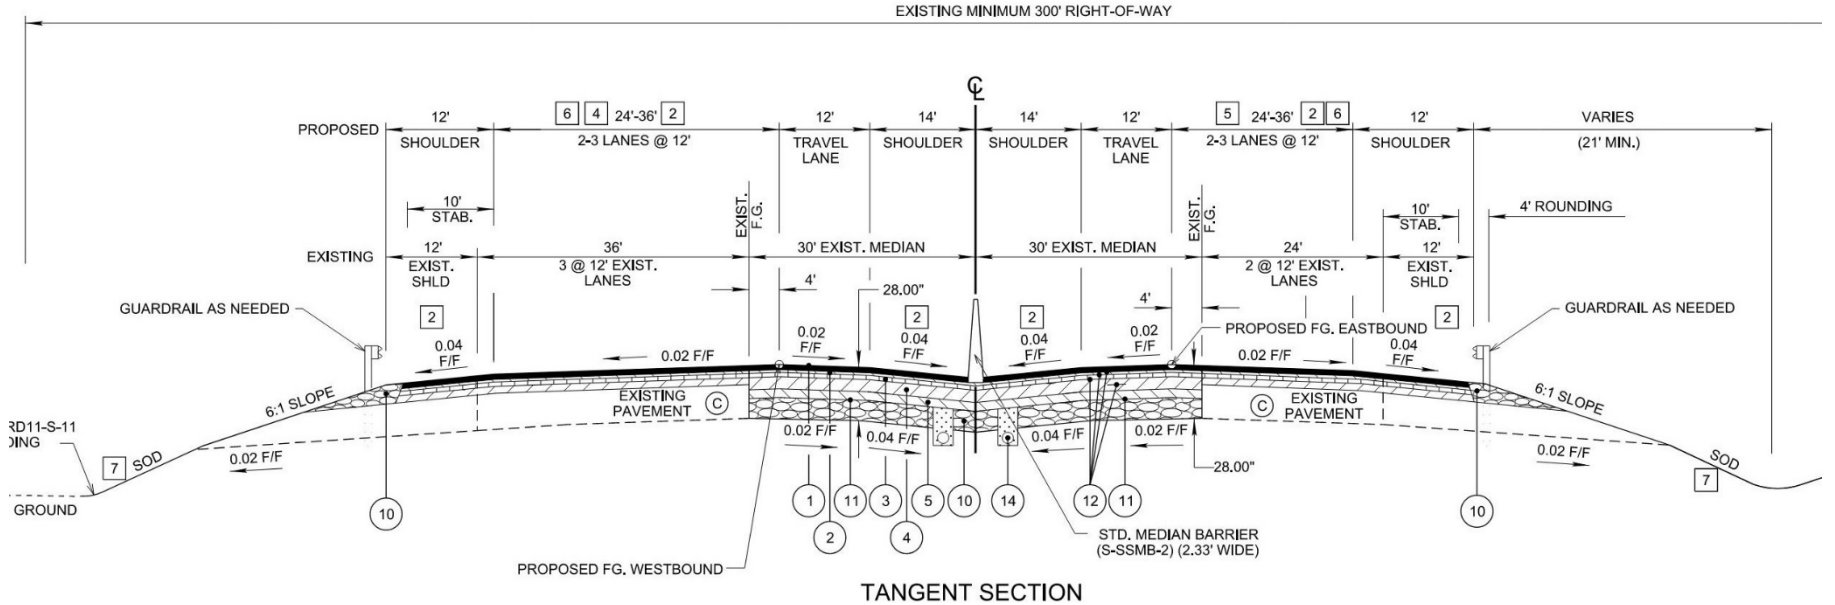 EXISTING MINIMUM 300' RIGHT-OF-WAY
℄
PROPOSED
12'
SHOULDER
6 4 24'-36' 2
2-3 LANES @ 12'
12'
TRAVEL
LANE
14'
SHOULDER
14'
SHOULDER
12'
TRAVEL
LANE
5 24'-36' 2 6
2-3 LANES @ 12'
12'
SHOULDER
VARIES
(21' MIN.)
10'
STAB.
EXIST.
F.G.
EXIST.
F.G.
10'
STAB.
4' ROUNDING
EXISTING
12'
EXIST.
SHLD
36'
3 @ 12' EXIST.
LANES
30' EXIST. MEDIAN
30' EXIST. MEDIAN
24'
2 @ 12' EXIST.
LANES
12'
EXIST.
SHLD
4'
28.00"
4'
GUARDRAIL AS NEEDED
2
2
2
PROPOSED FG. EASTBOUND
2
GUARDRAIL AS NEEDED
0.04
F/F
0.02 F/F
0.02
F/F
0.04
F/F
0.04
F/F
0.02
F/F
0.02 F/F
0.04
F/F
6:1 SLOPE
EXISTING
PAVEMENT
C
C
EXISTING
PAVEMENT
6:1 SLOPE
RD11-S-11
DING
7
SOD
0.02 F/F
0.02 F/F
0.04 F/F
0.04 F/F
0.02 F/F
28.00"
0.02 F/F
SOD
7
GROUND
10
1
11
3
5
10
14
12
11
10
2
4
STD. MEDIAN BARRIER
(S-SSMB-2) (2.33' WIDE)
PROPOSED FG. WESTBOUND
TANGENT SECTION